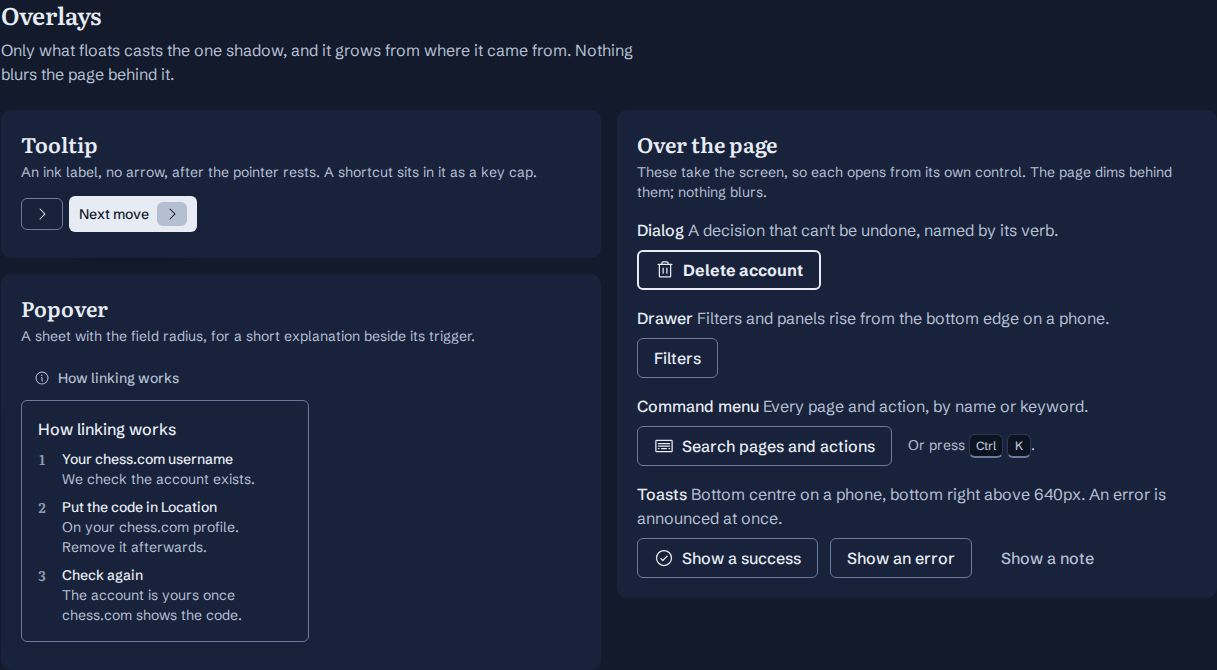 Overlays
Only what floats casts the one shadow, and it grows from where it came from. Nothing
blurs the page behind it.
Tooltip
An ink label, no arrow, after the pointer rests. A shortcut sits in it as a key cap.
Next move
Popover
A sheet with the field radius, for a short explanation beside its trigger.
How linking works
How linking works
1 Your chess.com username
We check the account exists.
2 Put the code in Location
On your chess.com profile.
Remove it afterwards.
3 Check again
The account is yours once
chess.com shows the code.
Over the page
These take the screen, so each opens from its own control. The page dims behind
them; nothing blurs.
Dialog A decision that can't be undone, named by its verb.
Delete account
Drawer Filters and panels rise from the bottom edge on a phone.
Filters
Command menu Every page and action, by name or keyword.
Search pages and actions Or press Ctrl K.
Toasts Bottom centre on a phone, bottom right above 640px. An error is
announced at once.
Show a success Show an error Show a note